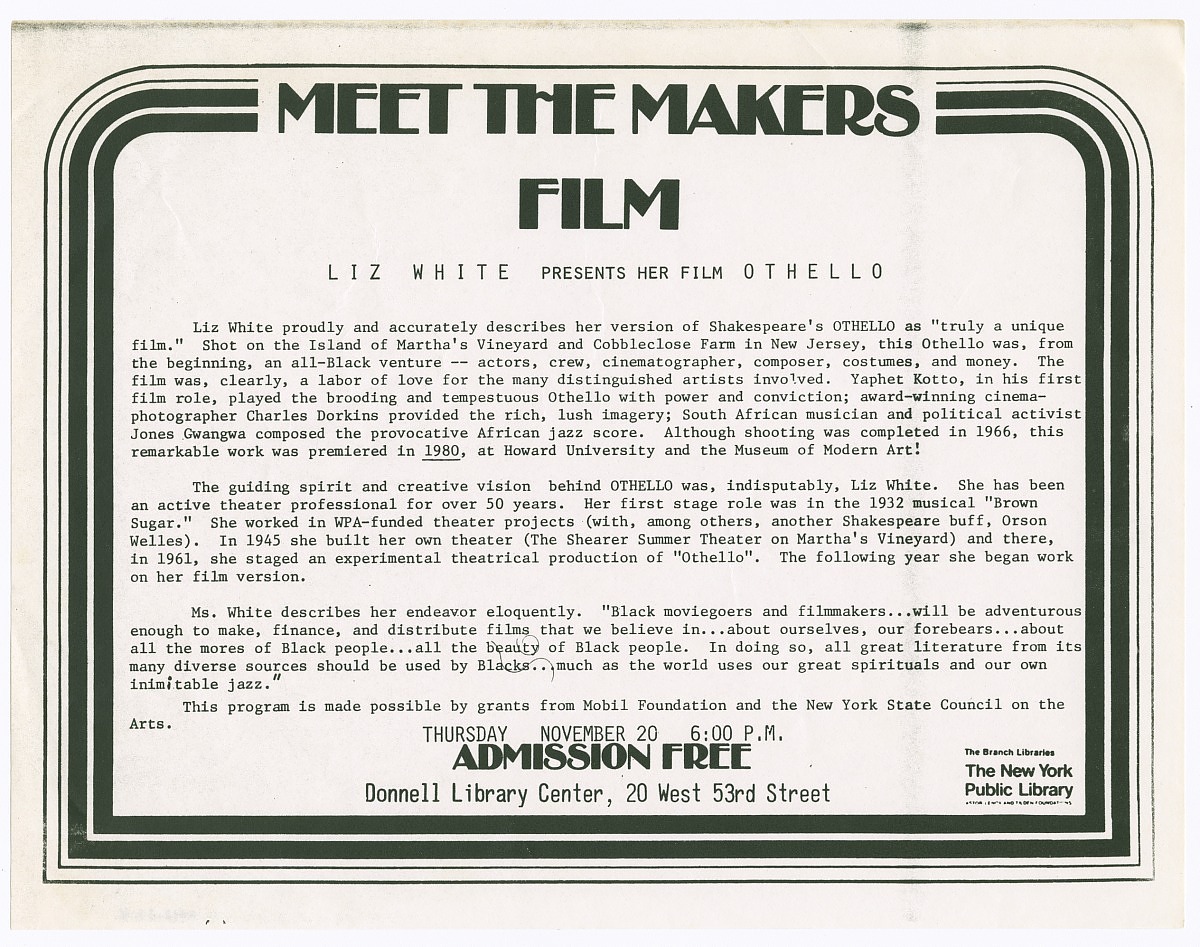 MEET THE MAKERS
FILM
LIZ WHITE PRESENTS HER FILM OTHELLO
Liz White proudly and accurately describes her version of Shakespeare's OTHELLO as "truly a unique
film." Shot on the Island of Martha's Vineyard and Cobbleclose Farm in New Jersey, this Othello was, from
the beginning, an all-Black venture -- actors, crew, cinematographer, composer, costumes, and money. The
film was, clearly, a labor of love for the many distinguished artists involved. Yaphet Kotto, in his first
film role, played the brooding and tempestuous Othello with power and conviction; award-winning cinema-
photographer Charles Dorkins provided the rich, lush imagery; South African musician and political activist
Jones Gwangwa composed the provocative African jazz score. Although shooting was completed in 1966, this
remarkable work was premiered in 1980, at Howard University and the Museum of Modern Art!
The guiding spirit and creative vision behind OTHELLO was, indisputably, Liz White. She has been
an active theater professional for over 50 years. Her first stage role was in the 1932 musical "Brown
Sugar." She worked in WPA-funded theater projects (with, among others, another Shakespeare buff, Orson
Welles). In 1945 she built her own theater (The Shearer Summer Theater on Martha's Vineyard) and there,
in 1961, she staged an experimental theatrical production of "Othello". The following year she began work
on her film version.
Ms. White describes her endeavor eloquently. "Black moviegoers and filmmakers...will be adventurous
enough to make, finance, and distribute films that we believe in...about ourselves, our forebears...about
all the mores of Black people...all the beauty of Black people. In doing so, all great literature from its
many diverse sources should be used by Blacks...much as the world uses our great spirituals and our own
inimitable jazz."
This program is made possible by grants from Mobil Foundation and the New York State Council on the
Arts.
THURSDAY NOVEMBER 20 6:00 P.M.
ADMISSION FREE
Donnell Library Center, 20 West 53rd Street
The Branch Libraries
The New York
Public Library
ASTOR LENOX AND TILDEN FOUNDATIONS